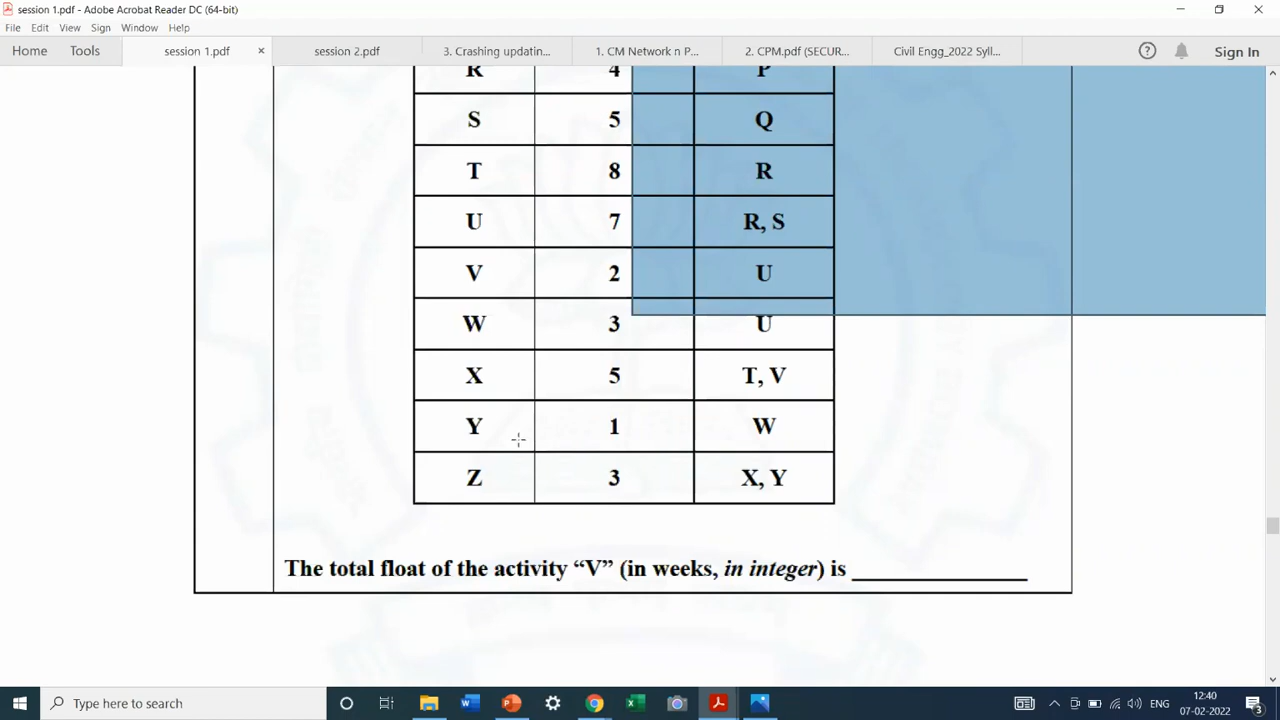 session 1.pdf - Adobe Acrobat Reader DC (64-bit)
File Edit View Sign Window Help
Home Tools session 1.pdf × session 2.pdf 3. Crashing updatin... 1. CM Network n P... 2. CPM.pdf (SECUR... Civil Engg_2022 Syll... Sign In
R 4 P
S 5 Q
T 8 R
U 7 R, S
V 2 U
W 3 U
X 5 T, V
Y 1 W
Z 3 X, Y
The total float of the activity “V” (in weeks, in integer) is ____________
Type here to search
ENG
12:40
07-02-2022
3